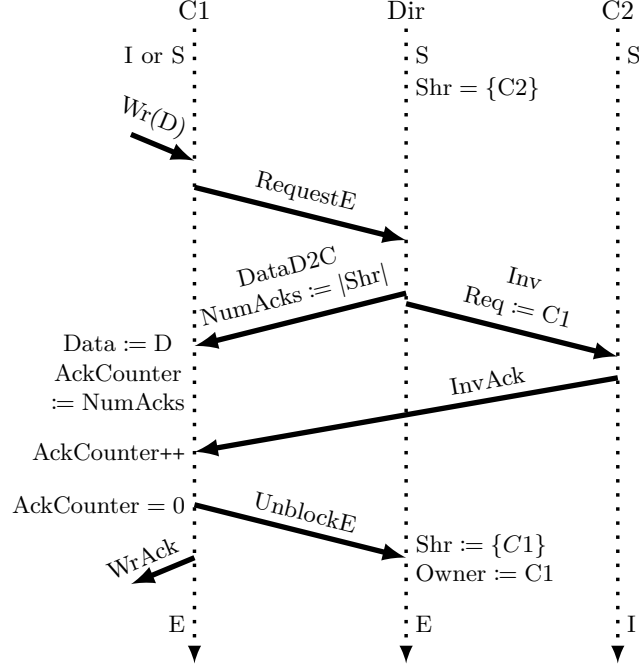 C1 Dir C2
I or S S S
Shr = {C2}
Wr(D)
RequestE
DataD2C
NumAcks := |Shr|
Inv
Req := C1
Data := D
AckCounter
:= NumAcks
InvAck
AckCounter++
AckCounter = 0
UnblockE
Shr := {C1}
Owner := C1
WrAck
E E I